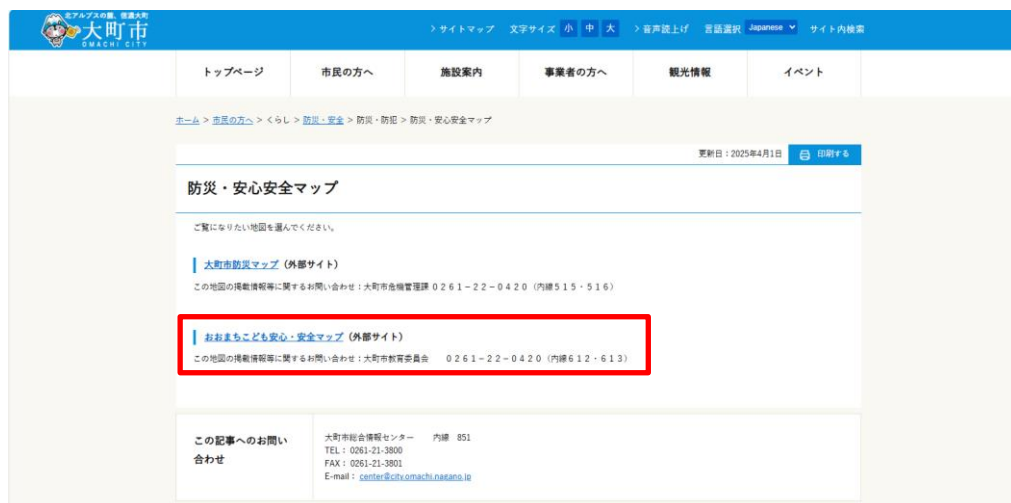 北アルプスの麓、信濃大町
大町市
OMACHI CITY
> サイトマップ 文字サイズ 小 中 大 > 音声読上げ 言語選択 Japanese サイト内検索
トップページ 市民の方へ 施設案内 事業者の方へ 観光情報 イベント
ホーム > 市民の方へ > くらし > 防災・安全 > 防災・防犯 > 防災・安心安全マップ
更新日：2025年4月1日 印刷する
防災・安心安全マップ
ご覧になりたい地図を選んでください。
大町市防災マップ（外部サイト）
この地図の掲載情報等に関するお問い合わせ：大町市危機管理課０２６１－２２－０４２０（内線５１５・５１６）
おおまちこども安心・安全マップ（外部サイト）
この地図の掲載情報等に関するお問い合わせ：大町市教育委員会　０２６１－２２－０４２０（内線６１２・６１３）
この記事へのお問い
合わせ
大町市総合情報センター　内線 851
TEL： 0261-21-3800
FAX： 0261-21-3801
E-mail： center@city.omachi.nagano.jp